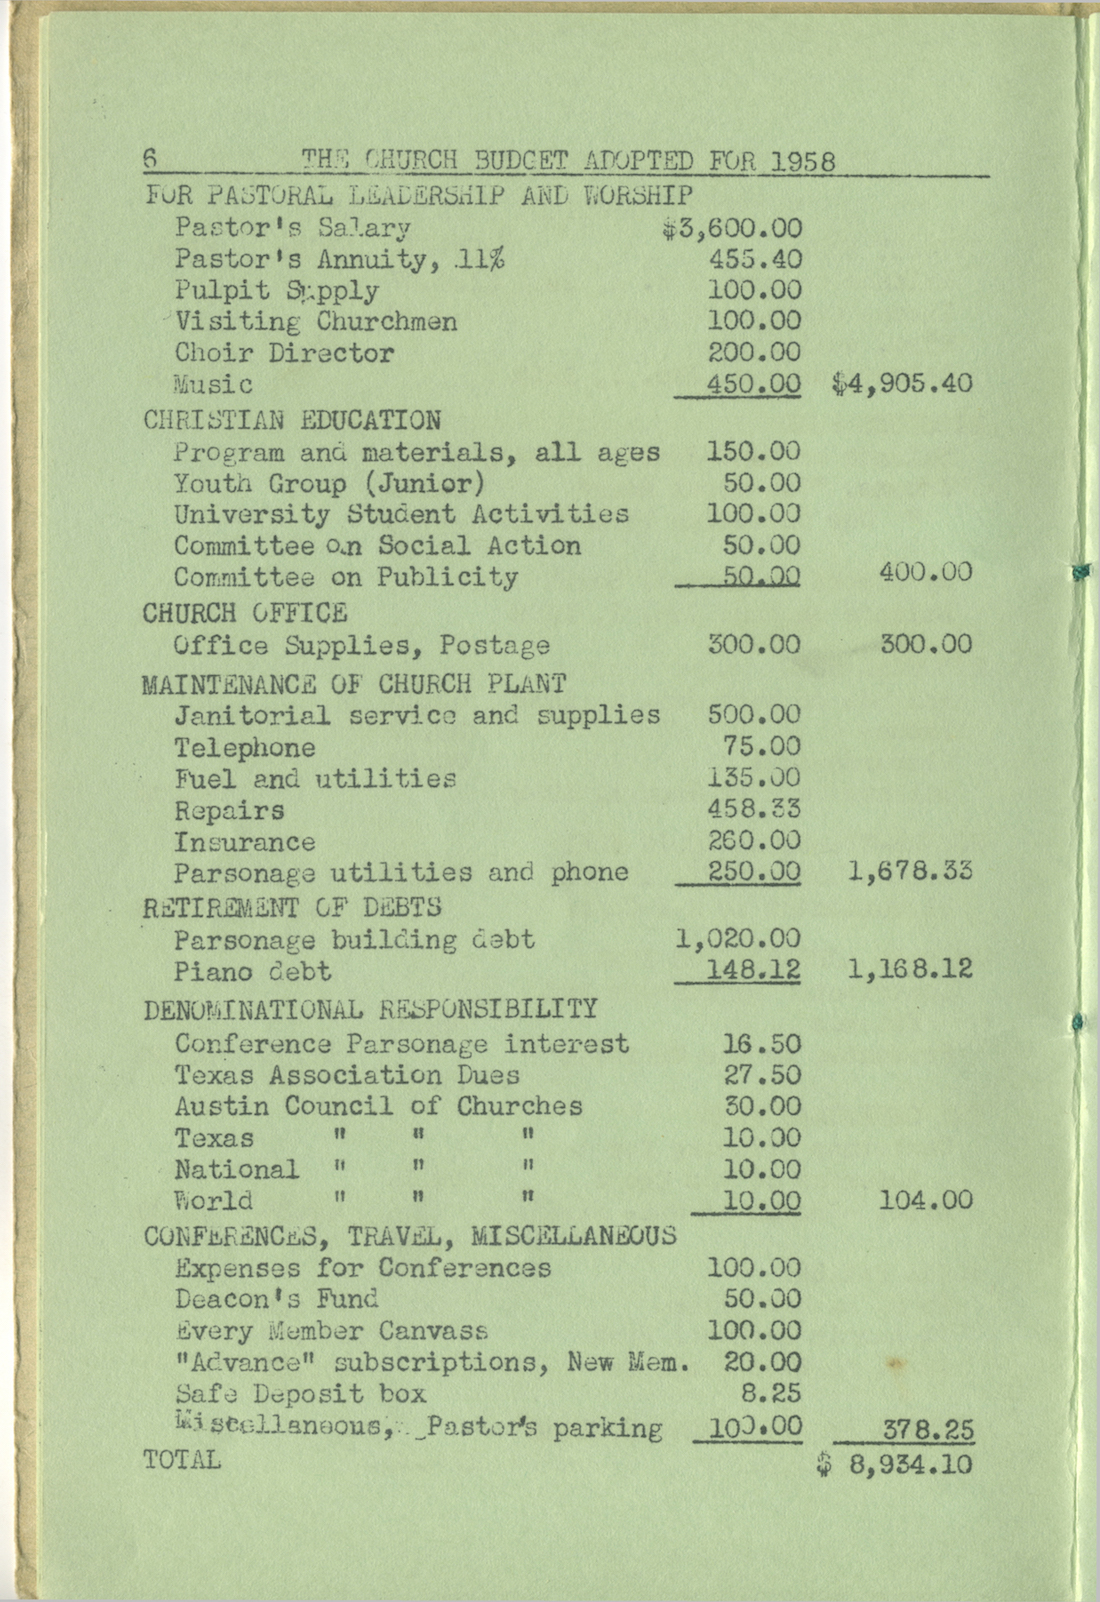 6 THE CHURCH BUDGET ADOPTED FOR 1958
FOR PASTORAL LEADERSHIP AND WORSHIP
Pastor's Salary $3,600.00
Pastor's Annuity, 11% 455.40
Pulpit Supply 100.00
Visiting Churchmen 100.00
Choir Director 200.00
Music 450.00 $4,905.40
CHRISTIAN EDUCATION
Program and materials, all ages 150.00
Youth Group (Junior) 50.00
University Student Activities 100.00
Committee on Social Action 50.00
Committee on Publicity 50.00 400.00
CHURCH OFFICE
Office Supplies, Postage 300.00 300.00
MAINTENANCE OF CHURCH PLANT
Janitorial service and supplies 500.00
Telephone 75.00
Fuel and utilities 135.00
Repairs 458.33
Insurance 260.00
Parsonage utilities and phone 250.00 1,678.33
RETIREMENT OF DEBTS
Parsonage building debt 1,020.00
Piano debt 148.12 1,168.12
DENOMINATIONAL RESPONSIBILITY
Conference Parsonage interest 16.50
Texas Association Dues 27.50
Austin Council of Churches 30.00
Texas " " " 10.00
National " " " 10.00
World " " " 10.00 104.00
CONFERENCES, TRAVEL, MISCELLANEOUS
Expenses for Conferences 100.00
Deacon's Fund 50.00
Every Member Canvass 100.00
"Advance" subscriptions, New Mem. 20.00
Safe Deposit box 8.25
Miscellaneous, Pastor's parking 100.00 378.25
TOTAL $ 8,934.10